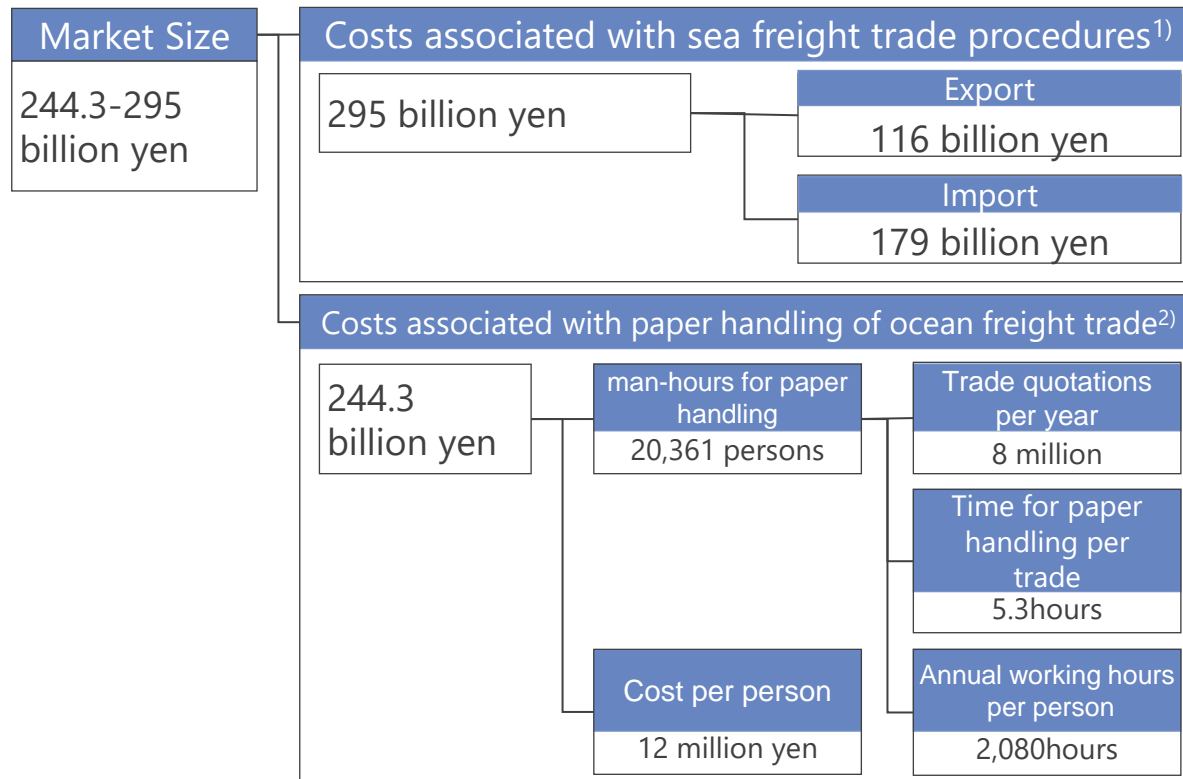 Market Size
244.3-295
billion yen
Costs associated with sea freight trade procedures1)
295 billion yen
Export
116 billion yen
Import
179 billion yen
Costs associated with paper handling of ocean freight trade2)
244.3
billion yen
man-hours for paper
handling
20,361 persons
Trade quotations
per year
8 million
Time for paper
handling per
trade
5.3hours
Cost per person
12 million yen
Annual working hours
per person
2,080hours